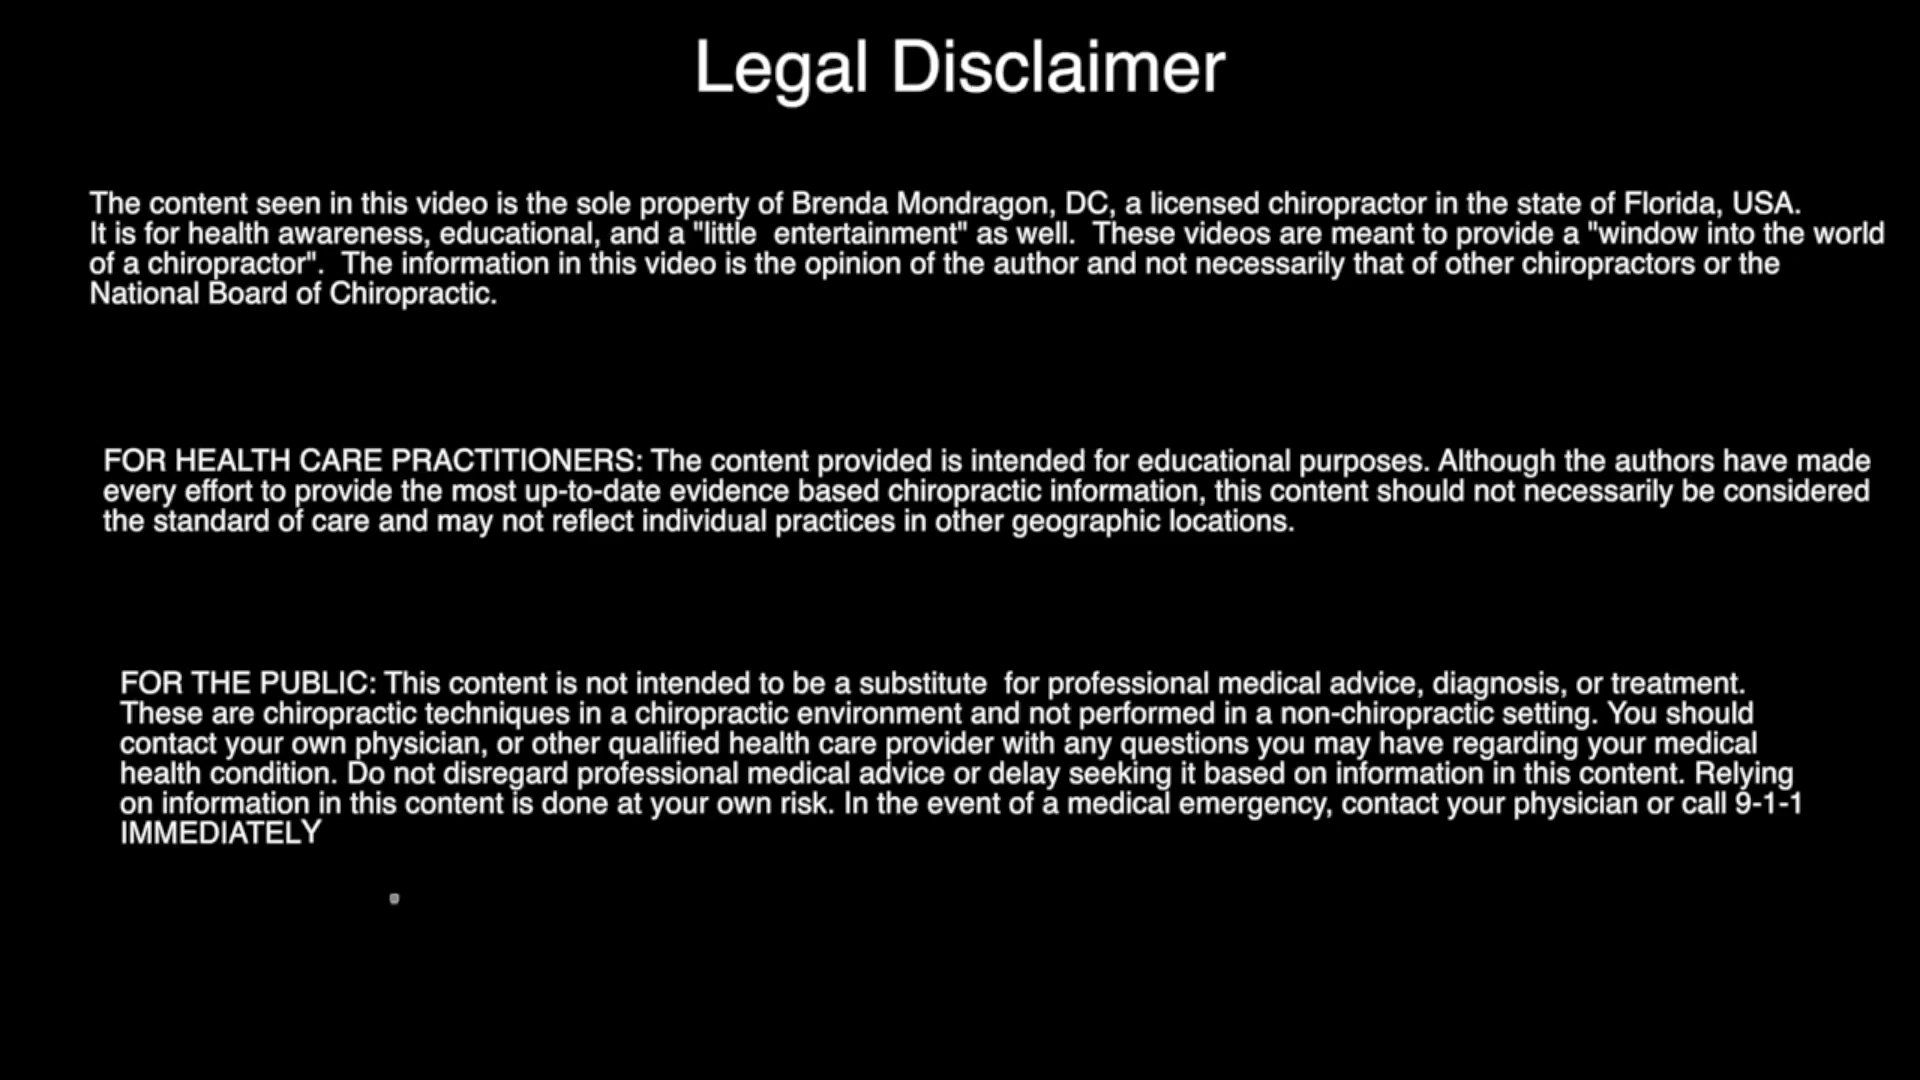 Legal Disclaimer
The content seen in this video is the sole property of Brenda Mondragon, DC, a licensed chiropractor in the state of Florida, USA.
It is for health awareness, educational, and a "little  entertainment" as well.  These videos are meant to provide a "window into the world
of a chiropractor".  The information in this video is the opinion of the author and not necessarily that of other chiropractors or the
National Board of Chiropractic.
FOR HEALTH CARE PRACTITIONERS: The content provided is intended for educational purposes. Although the authors have made
every effort to provide the most up-to-date evidence based chiropractic information, this content should not necessarily be considered
the standard of care and may not reflect individual practices in other geographic locations.
FOR THE PUBLIC: This content is not intended to be a substitute  for professional medical advice, diagnosis, or treatment.
These are chiropractic techniques in a chiropractic environment and not performed in a non-chiropractic setting. You should
contact your own physician, or other qualified health care provider with any questions you may have regarding your medical
health condition. Do not disregard professional medical advice or delay seeking it based on information in this content. Relying
on information in this content is done at your own risk. In the event of a medical emergency, contact your physician or call 9-1-1
IMMEDIATELY